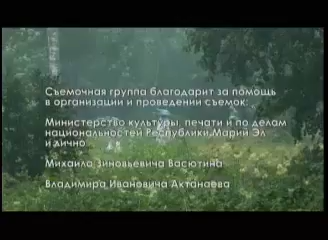 Съемочная группа благодарит за помощь
в организации и проведении съемок:
Министерство культуры, печати и по делам
национальностей Республики Марий Эл
и лично
Михаила Зиновьевича Васютина
Владимира Ивановича Актанаева